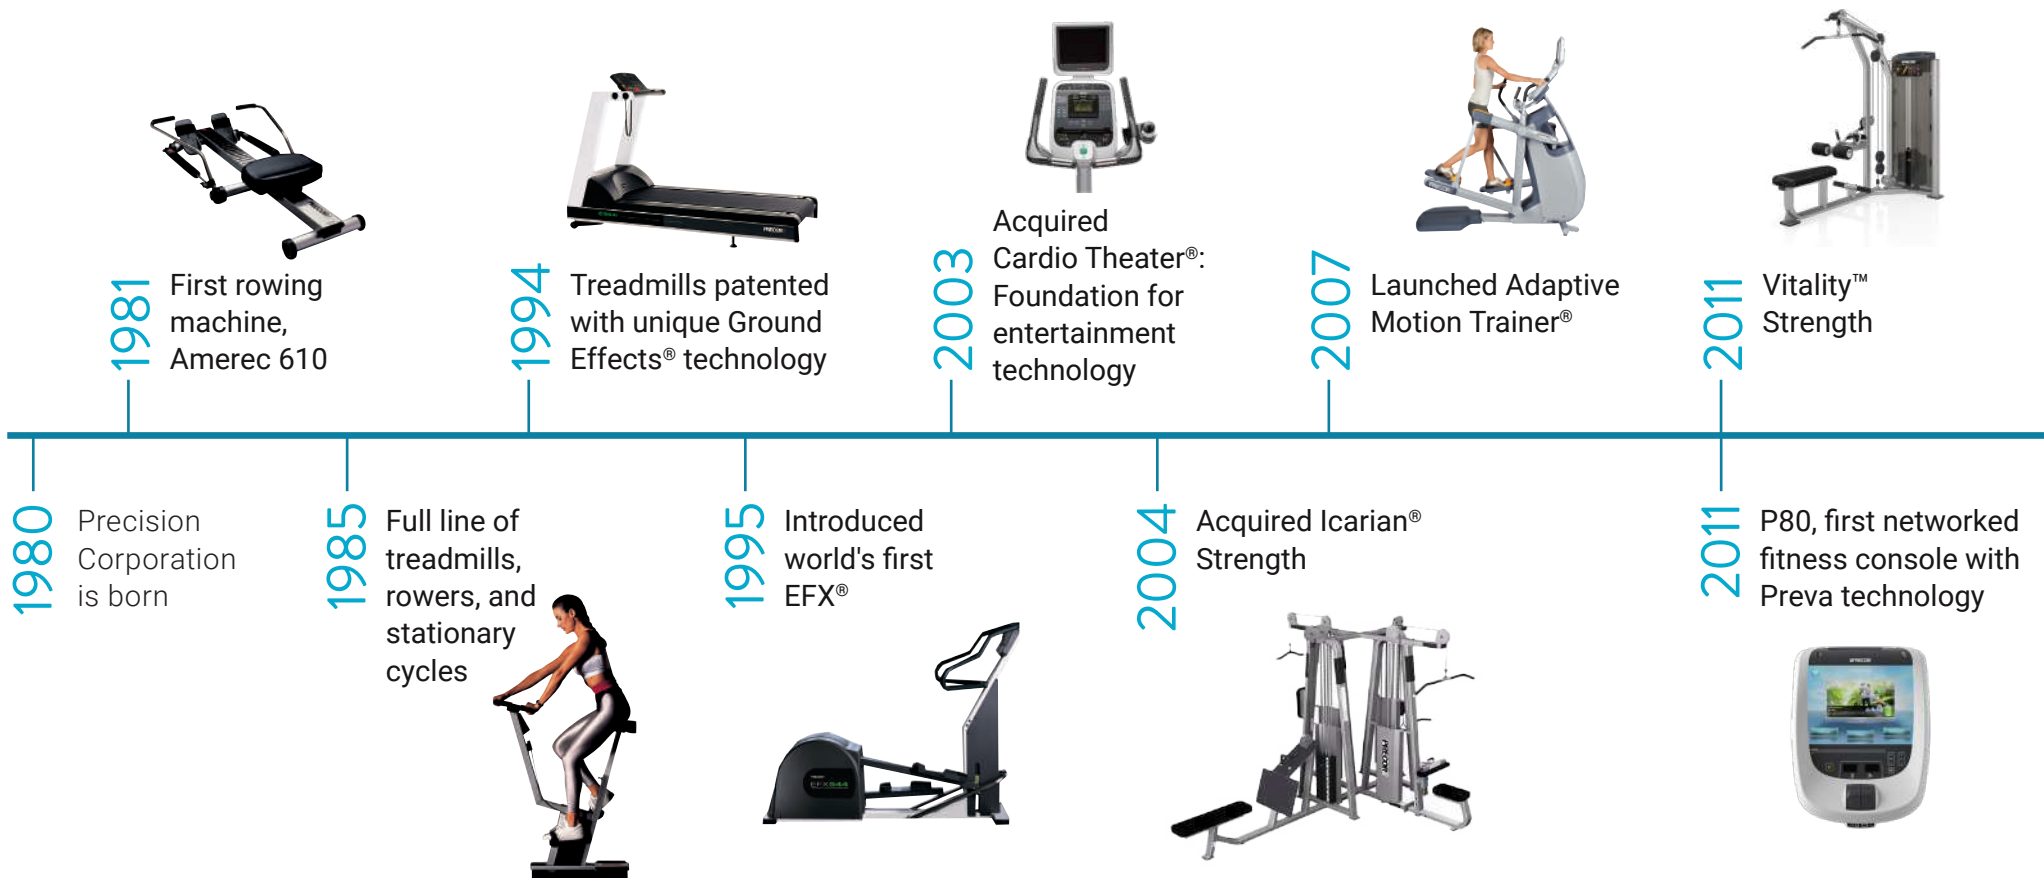 1981
First rowing
machine,
Amerec 610
1994
Treadmills patented
with unique Ground
Effects® technology
2003
Acquired
Cardio Theater®:
Foundation for
entertainment
technology
2007
Launched Adaptive
Motion Trainer®
2011
Vitality™
Strength
1980
Precision
Corporation
is born
1985
Full line of
treadmills,
rowers, and
stationary
cycles
1995
Introduced
world's first
EFX®
EFX544
2004
Acquired Icarian®
Strength
PRECOR
2011
P80, first networked
fitness console with
Preva technology
PRECOR